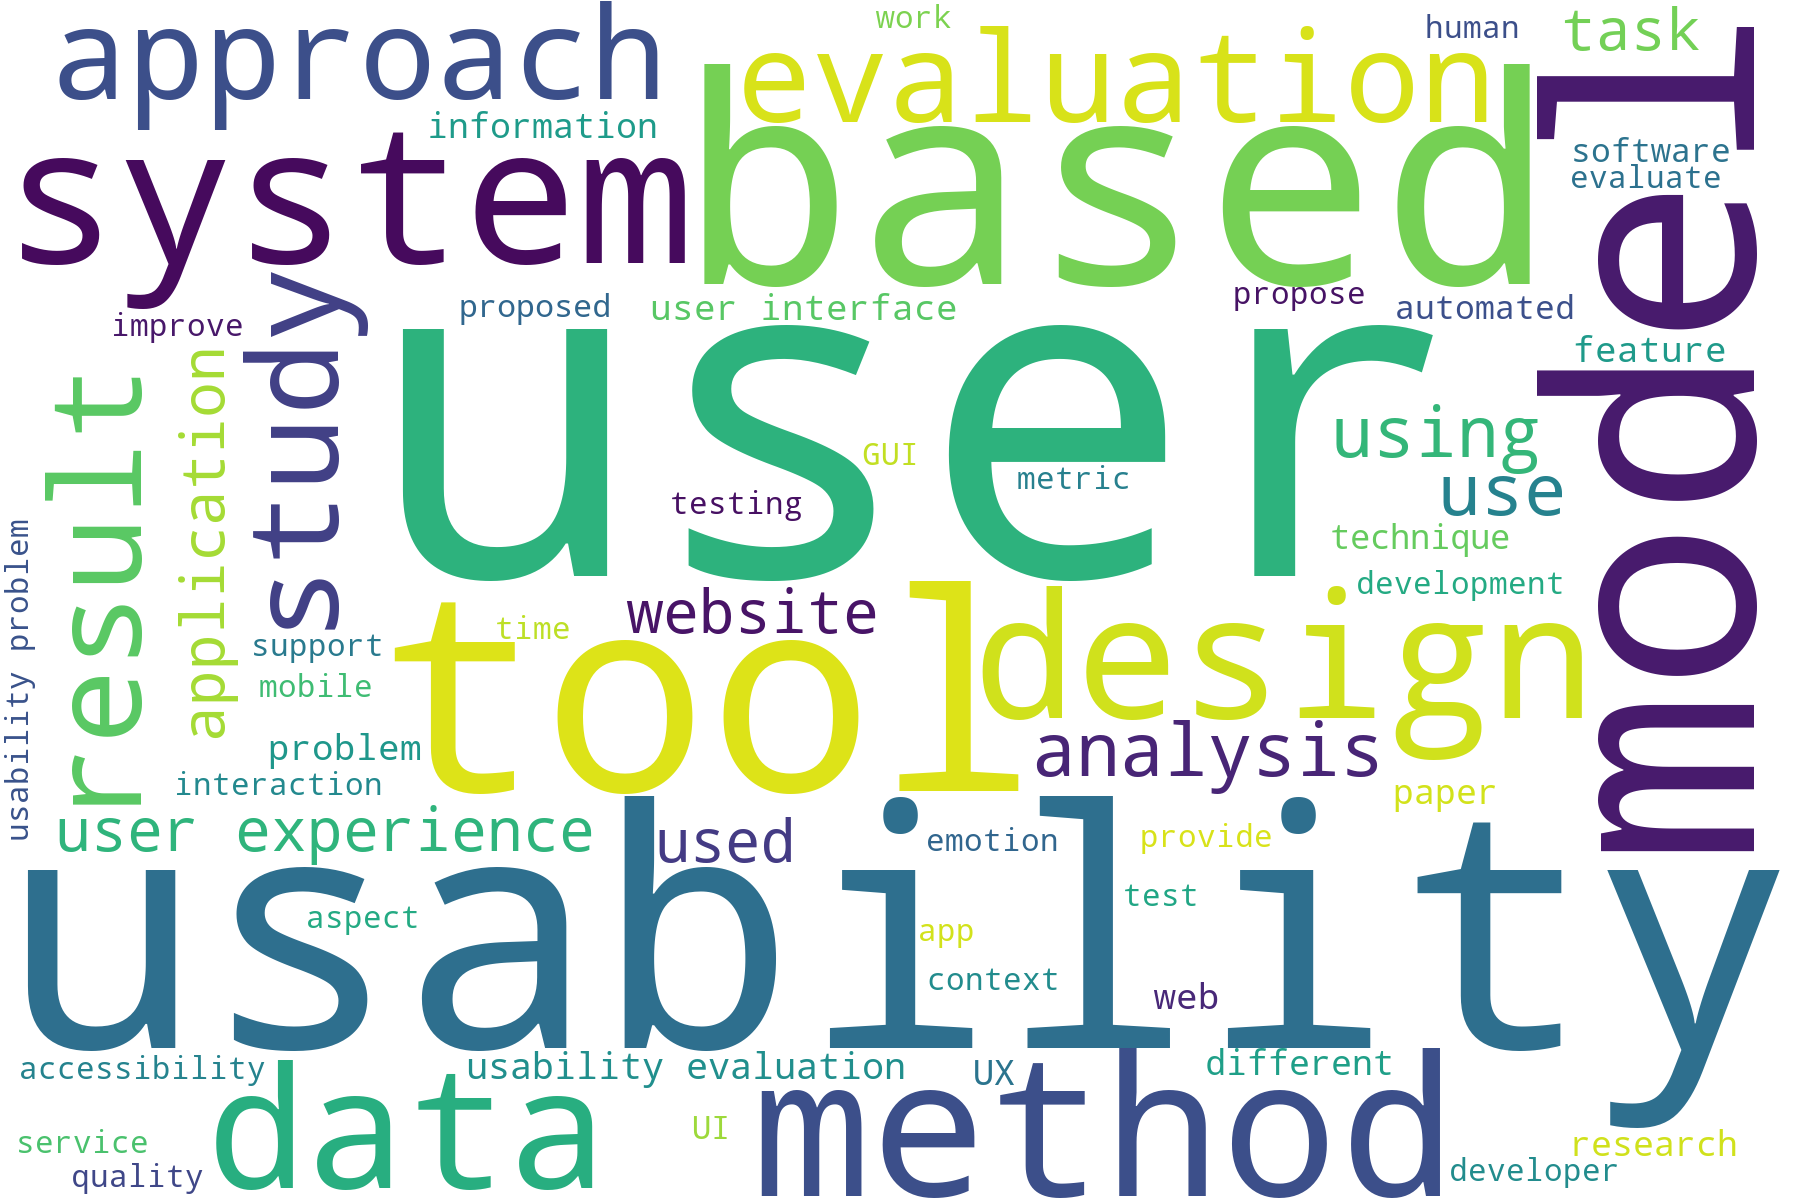 approach
work
evaluation
human
task
information
system
based
model
software
evaluate
improve
proposed
user interface
propose
automated
feature
study
result
application
user
using
GUI
metric
use
testing
technique
usability problem
development
website
time
tool
design
support
mobile
analysis
problem
interaction
paper
user experience
used
emotion
provide
usability
aspect
test
app
context
web
accessibility
usability evaluation
UX
different
data
method
UI
service
research
quality
developer